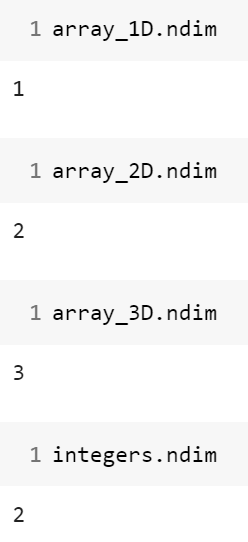 1 array_1D.ndim
1
1 array_2D.ndim
2
1 array_3D.ndim
3
1 integers.ndim
2